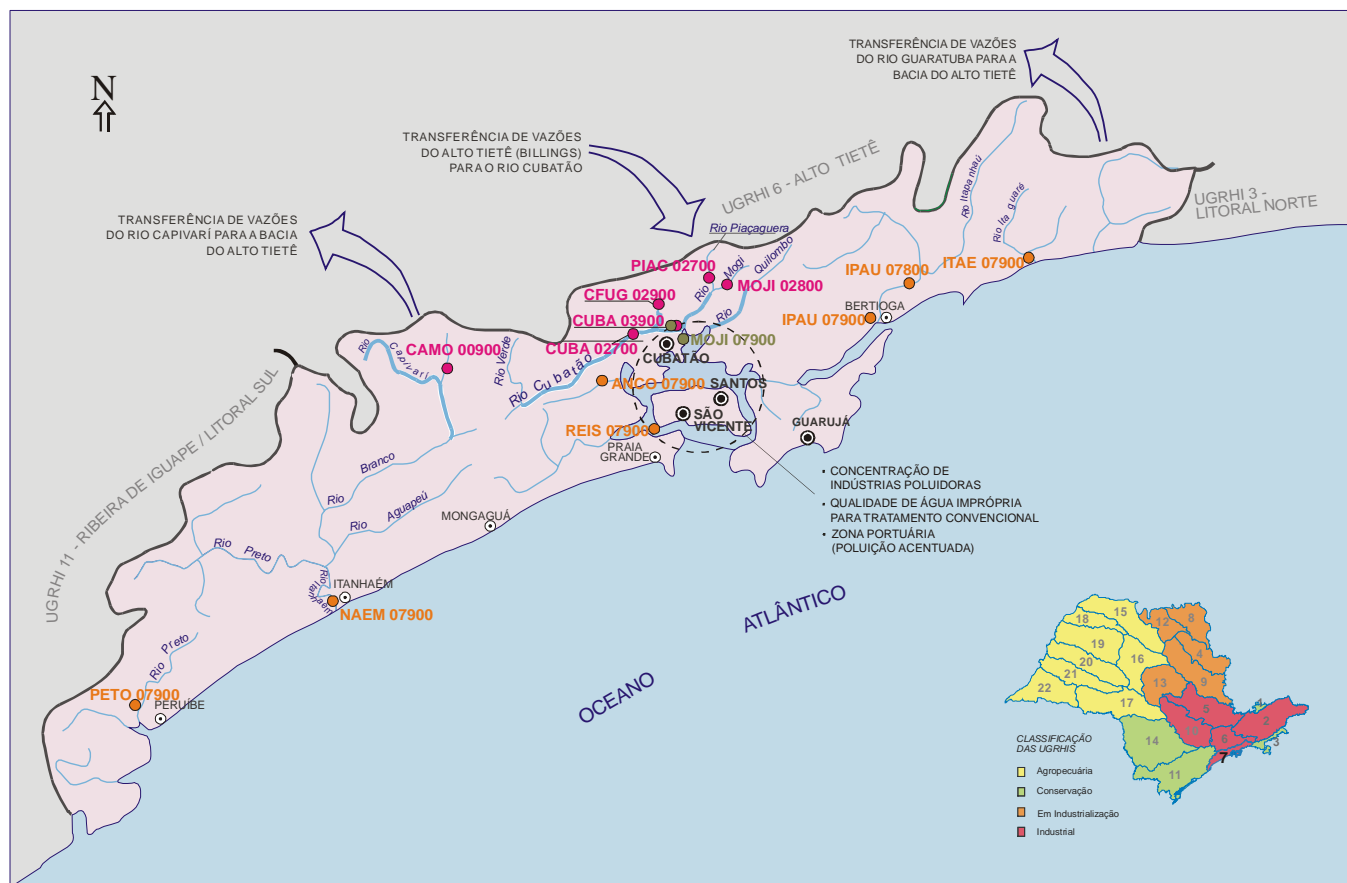 TRANSFERÊNCIA DE VAZÕES
DO RIO GUARATUBA PARA A
BACIA DO ALTO TIETÊ
N
TRANSFERÊNCIA DE VAZÕES
DO ALTO TIETÊ (BILLINGS)
PARA O RIO CUBATÃO
UGRHI 6 - ALTO TIETÊ
UGRHI 3 -
LITORAL NORTE
TRANSFERÊNCIA DE VAZÕES
DO RIO CAPIVARÍ PARA A BACIA
DO ALTO TIETÊ
Rio Itapanhaú
Rio Itaguaré
Rio Piaçaguera
PIAC 02700
Rio Mogi
Rio Quilombo
MOJI 02800
IPAU 07800
ITAE 07900
CFUG 02900
BERTIOGA
IPAU 07900
CUBA 03900
CUBA 02700
MOJI 07900
CUBATÃO
Rio Capivari
CAMO 00900
Rio Verde
Rio Cubatão
ANCO 07900
SANTOS
SÃO
VICENTE
GUARUJÁ
REIS 07900
PRAIA
GRANDE
UGRHI 11 - RIBEIRA DE IGUAPE / LITORAL SUL
Rio Branco
Rio Aguapeú
MONGAGUÁ
• CONCENTRAÇÃO DE
INDÚSTRIAS POLUIDORAS
• QUALIDADE DE ÁGUA IMPRÓPRIA
PARA TRATAMENTO CONVENCIONAL
• ZONA PORTUÁRIA
(POLUIÇÃO ACENTUADA)
Rio Preto
Rio Itanhaém
ITANHAÉM
NAEM 07900
Rio Preto
PETO 07900
PERUÍBE
OCEANO
ATLÂNTICO
15
18
12
8
19
4
16
20
21
13
9
22
17
5
1
2
10
6
14
3
7
11
CLASSIFICAÇÃO
DAS UGRHIS
Agropecuária
Conservação
Em Industrialização
Industrial